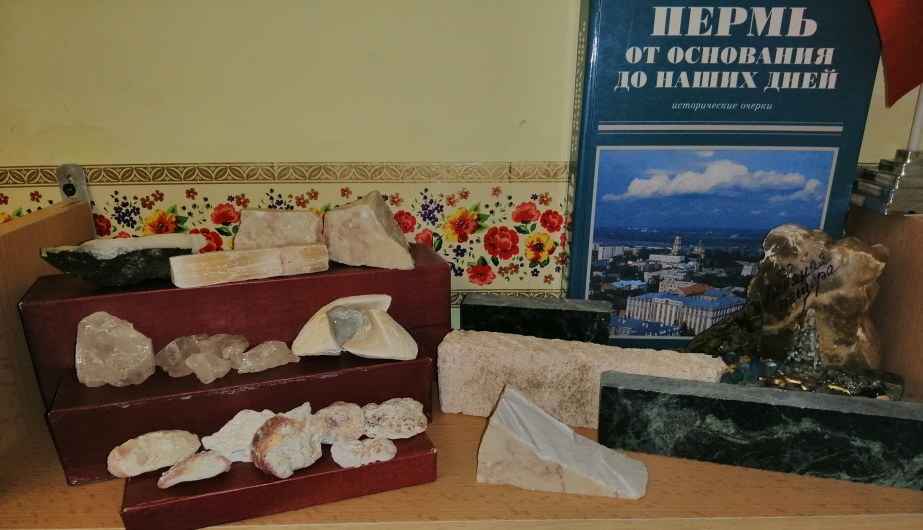 ПЕРМЬ
ОТ ОСНОВАНИЯ
ДО НАШИХ ДНЕЙ
исторические очерки